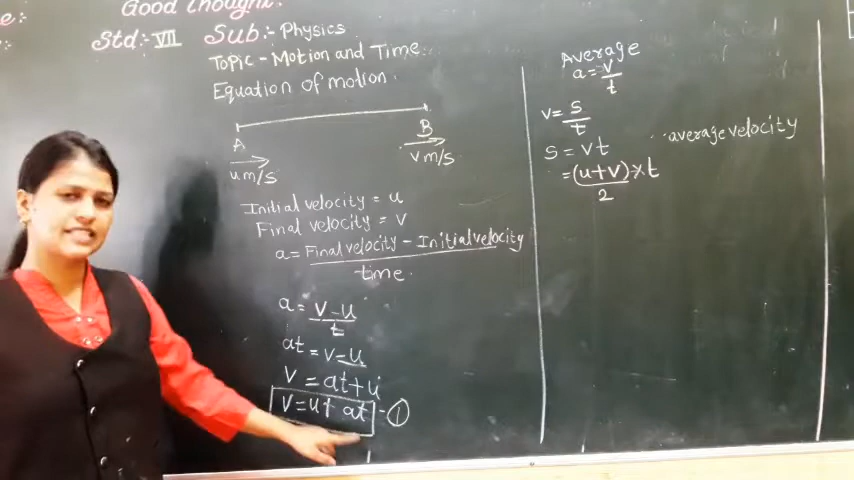 Good thought:
Std:- VII Sub:- Physics
Topic - Motion and Time
Equation of motion.
A
B
u m/s
v m/s
Initial velocity = u
Final velocity = v
a = Final velocity - Initial velocity
time.
a = v - u
t
at = v - u
v = at + u
v = u + at - 1
Average
a = v
t
v = s
t
s = vt
average velocity
= (u+v) × t
2